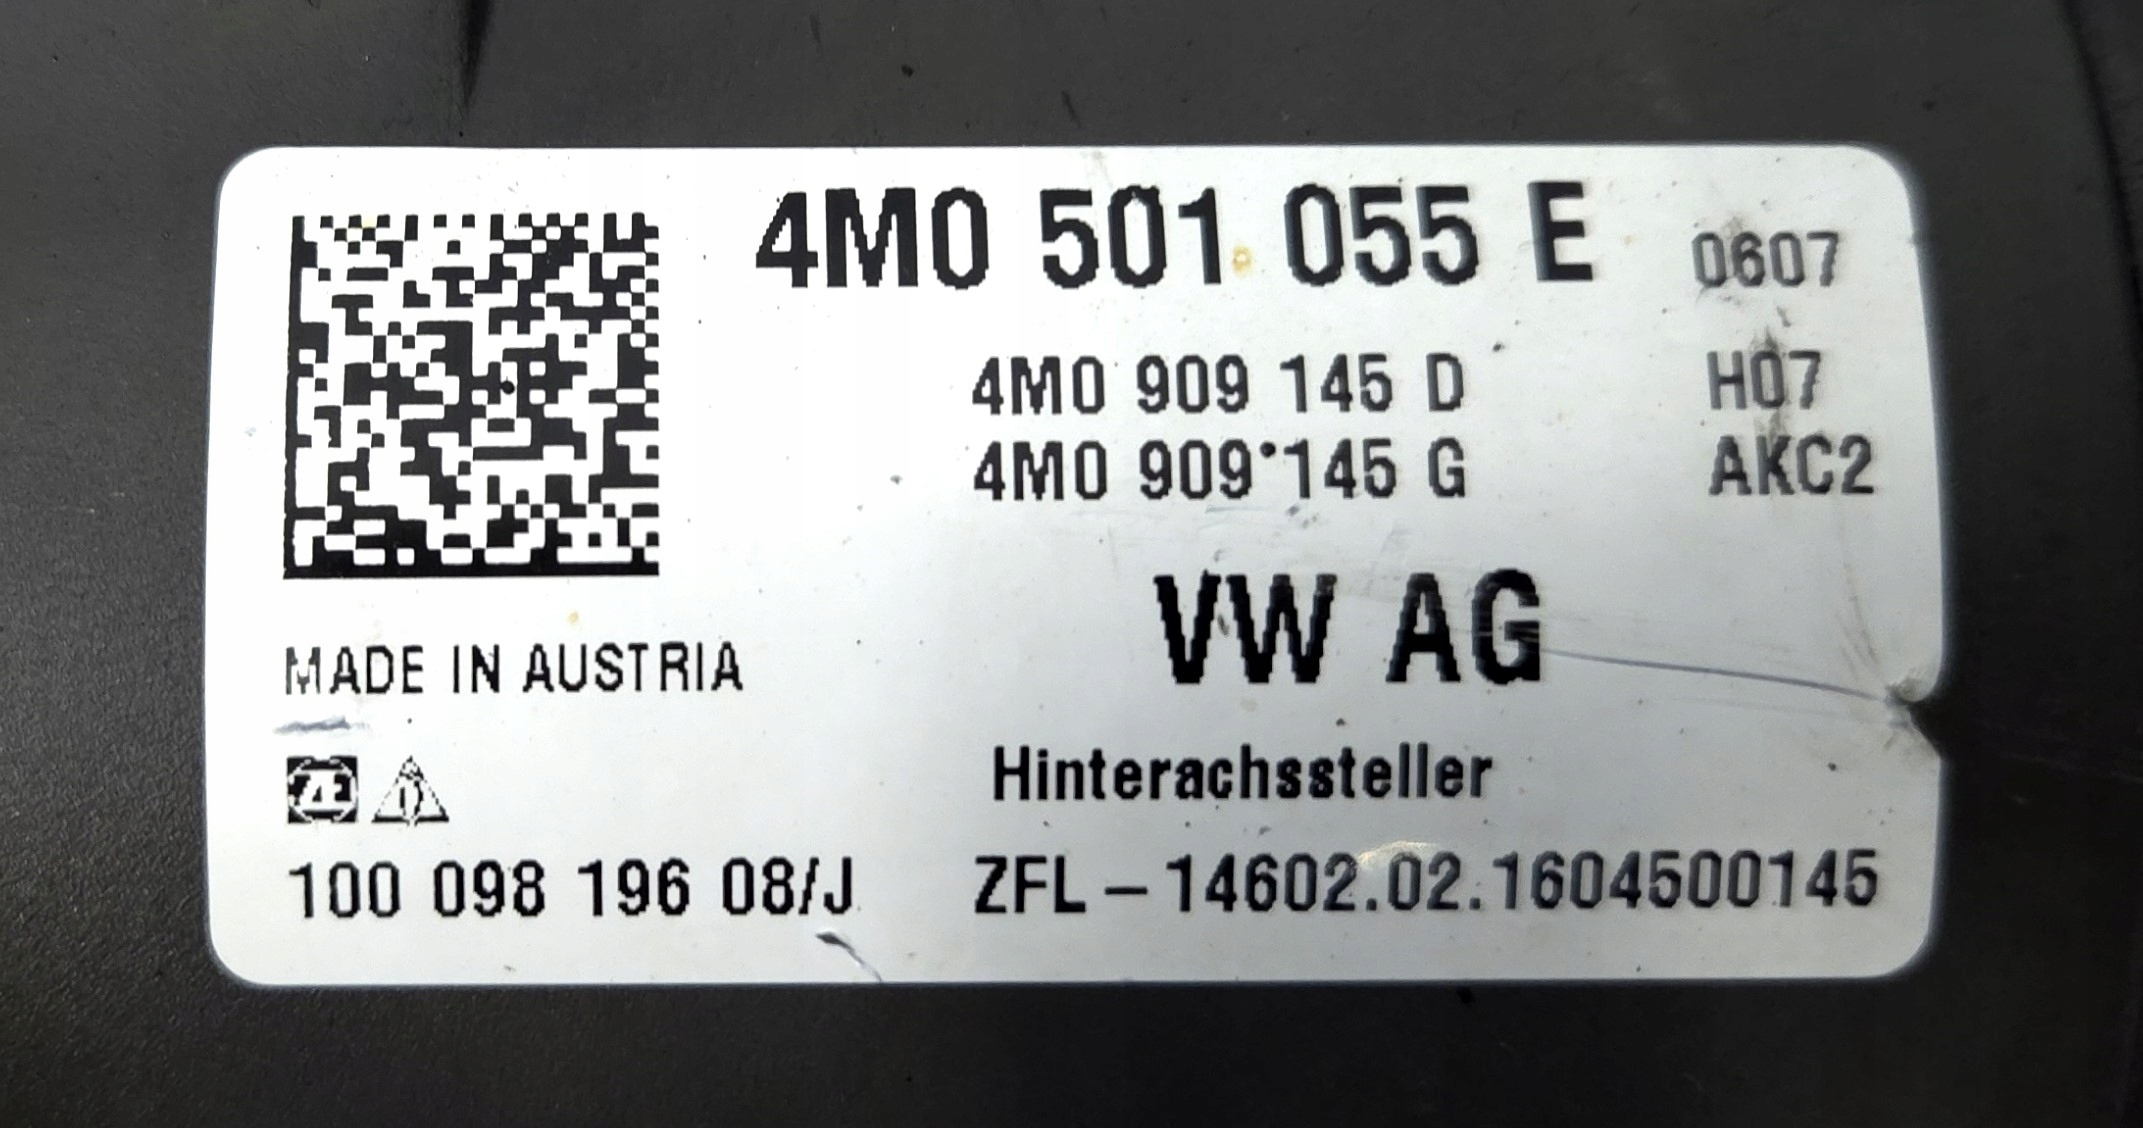 4M0 501 055 E 0607
4M0 909 145 D H07
4M0 909 145 G AKC2
VW AG
MADE IN AUSTRIA
Hinterachssteller
ZF
100 098 196 08/J ZFL-14602.02.1604500145